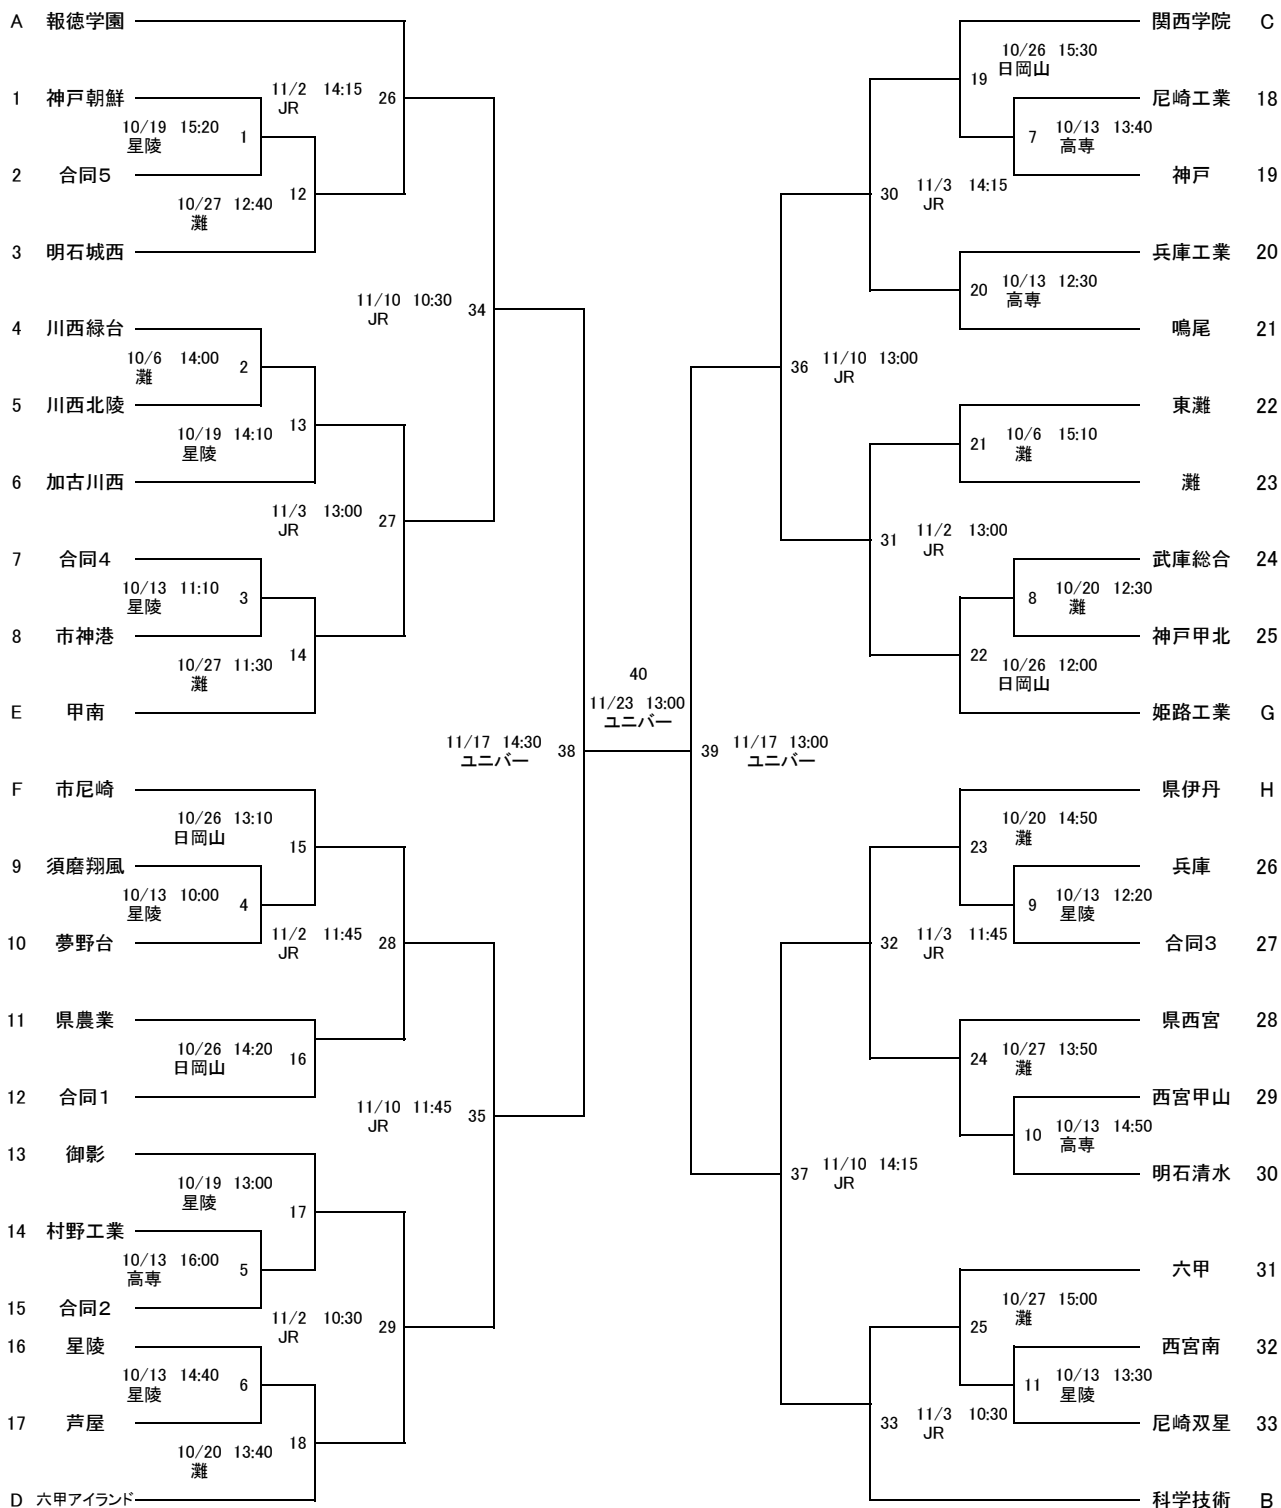 A 報徳学園
11/2 14:15 26
JR
1 神戸朝鮮
10/19 15:20 1
星陵
2 合同5
10/27 12:40 12
灘
3 明石城西
11/10 10:30 34
JR
4 川西緑台
10/6 14:00 2
灘
5 川西北陵
10/19 14:10 13
星陵
6 加古川西
11/3 13:00 27
JR
7 合同4
10/13 11:10 3
星陵
8 市神港
10/27 11:30 14
灘
E 甲南
11/17 14:30 38
ユニバー
F 市尼崎
10/26 13:10 15
日岡山
9 須磨翔風
10/13 10:00 4
星陵
10 夢野台
11/2 11:45 28
JR
11 県農業
10/26 14:20 16
日岡山
12 合同1
11/10 11:45 35
JR
13 御影
10/19 13:00 17
星陵
14 村野工業
10/13 16:00 5
高専
15 合同2
11/2 10:30 29
JR
16 星陵
10/13 14:40 6
星陵
17 芦屋
10/20 13:40 18
灘
D 六甲アイランド
40
11/23 13:00
ユニバー
関西学院 C
19 10/26 15:30
日岡山
尼崎工業 18
7 10/13 13:40
高専
神戸 19
30 11/3 14:15
JR
兵庫工業 20
20 10/13 12:30
高専
鳴尾 21
36 11/10 13:00
JR
東灘 22
21 10/6 15:10
灘
灘 23
31 11/2 13:00
JR
武庫総合 24
8 10/20 12:30
灘
神戸甲北 25
22 10/26 12:00
日岡山
姫路工業 G
39 11/17 13:00
ユニバー
県伊丹 H
23 10/20 14:50
灘
兵庫 26
9 10/13 12:20
星陵
合同3 27
32 11/3 11:45
JR
県西宮 28
24 10/27 13:50
灘
西宮甲山 29
10 10/13 14:50
高専
明石清水 30
37 11/10 14:15
JR
六甲 31
25 10/27 15:00
灘
西宮南 32
11 10/13 13:30
星陵
尼崎双星 33
33 11/3 10:30
JR
科学技術 B